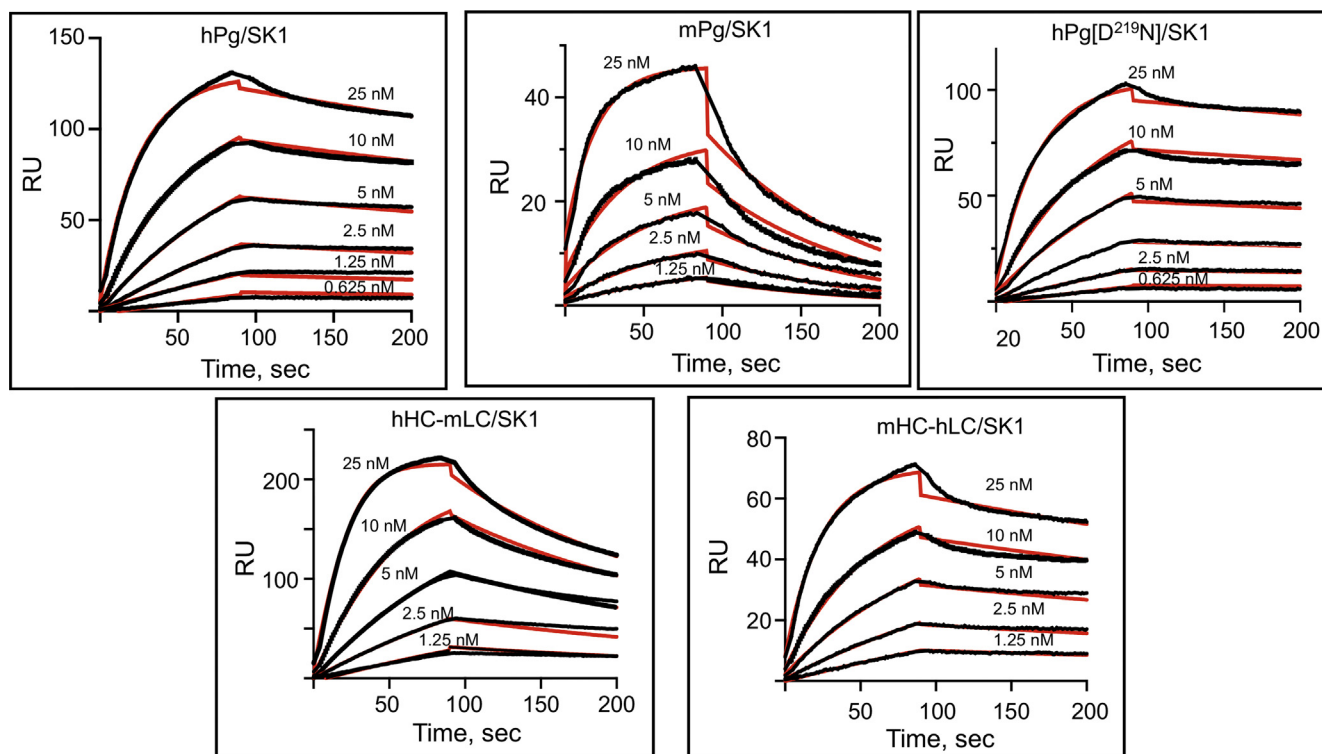 hPg/SK1
150
100
50
RU
25 nM
10 nM
5 nM
2.5 nM
1.25 nM
0.625 nM
50
100
150
200
Time, sec
mPg/SK1
40
20
RU
25 nM
10 nM
5 nM
2.5 nM
1.25 nM
50
100
150
200
Time, sec
hPg[D²¹⁹N]/SK1
100
50
RU
25 nM
10 nM
5 nM
2.5 nM
0.625 nM
20
50
100
150
200
Time, sec
hHC-mLC/SK1
200
100
RU
25 nM
10 nM
5 nM
2.5 nM
1.25 nM
50
100
150
200
Time, sec
mHC-hLC/SK1
80
60
40
20
RU
25 nM
10 nM
5 nM
2.5 nM
1.25 nM
50
100
150
200
Time, sec